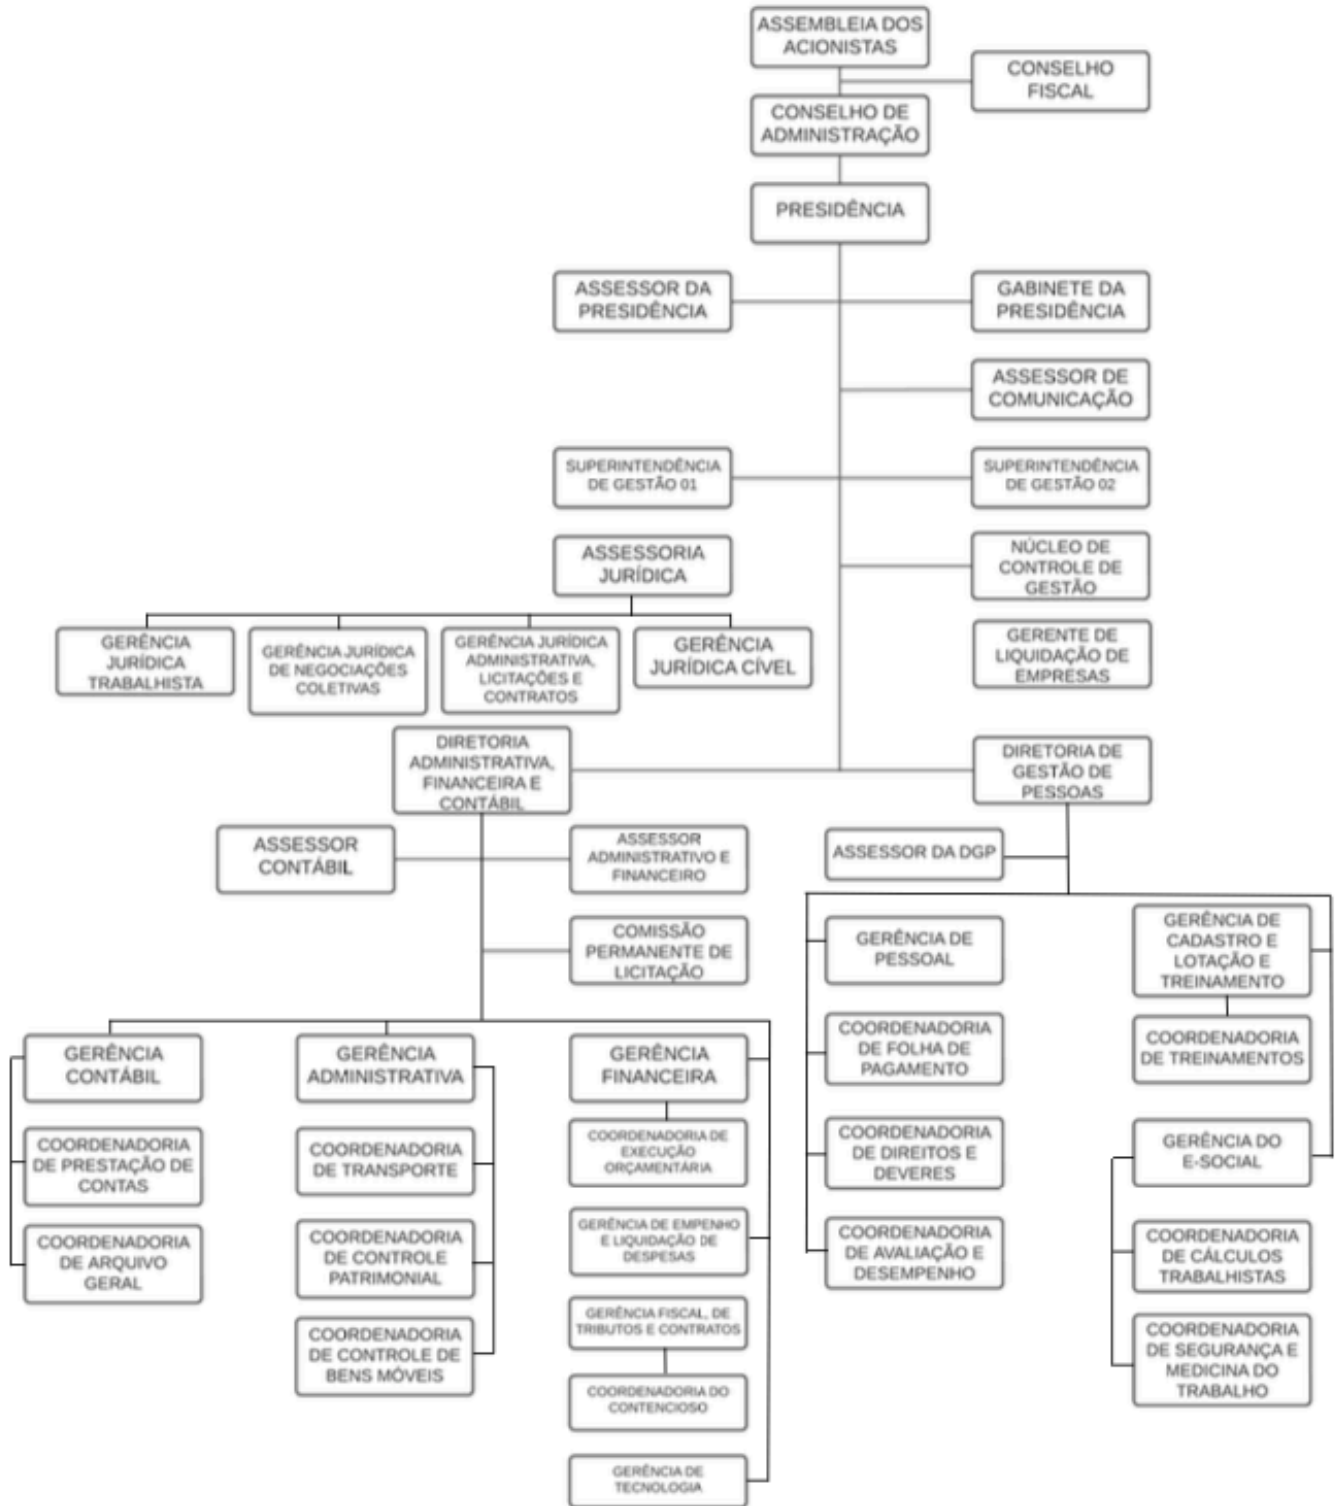 ASSEMBLEIA DOS
ACIONISTAS
CONSELHO
FISCAL
CONSELHO DE
ADMINISTRAÇÃO
PRESIDÊNCIA
ASSESSOR DA
PRESIDÊNCIA
GABINETE DA
PRESIDÊNCIA
ASSESSOR DE
COMUNICAÇÃO
SUPERINTENDÊNCIA
DE GESTÃO 01
SUPERINTENDÊNCIA
DE GESTÃO 02
ASSESSORIA
JURÍDICA
NÚCLEO DE
CONTROLE DE
GESTÃO
GERÊNCIA
JURÍDICA
TRABALHISTA
GERÊNCIA JURÍDICA
DE NEGOCIAÇÕES
COLETIVAS
GERÊNCIA JURÍDICA
ADMINISTRATIVA,
LICITAÇÕES E
CONTRATOS
GERÊNCIA
JURÍDICA CÍVEL
GERENTE DE
LIQUIDAÇÃO DE
EMPRESAS
DIRETORIA
ADMINISTRATIVA,
FINANCEIRA E
CONTÁBIL
DIRETORIA DE
GESTÃO DE
PESSOAS
ASSESSOR
CONTÁBIL
ASSESSOR
ADMINISTRATIVO E
FINANCEIRO
ASSESSOR DA DGP
COMISSÃO
PERMANENTE DE
LICITAÇÃO
GERÊNCIA DE
PESSOAL
GERÊNCIA DE
CADASTRO E
LOTAÇÃO E
TREINAMENTO
GERÊNCIA
CONTÁBIL
GERÊNCIA
ADMINISTRATIVA
GERÊNCIA
FINANCEIRA
COORDENADORIA
DE FOLHA DE
PAGAMENTO
COORDENADORIA
DE TREINAMENTOS
COORDENADORIA
DE PRESTAÇÃO DE
CONTAS
COORDENADORIA
DE TRANSPORTE
COORDENADORIA DE
EXECUÇÃO
ORÇAMENTÁRIA
COORDENADORIA
DE DIREITOS E
DEVERES
GERÊNCIA DO
E-SOCIAL
COORDENADORIA
DE ARQUIVO
GERAL
COORDENADORIA
DE CONTROLE
PATRIMONIAL
GERÊNCIA DE EMPENHO
E LIQUIDAÇÃO DE
DESPESAS
COORDENADORIA
DE AVALIAÇÃO E
DESEMPENHO
COORDENADORIA
DE CÁLCULOS
TRABALHISTAS
COORDENADORIA
DE CONTROLE DE
BENS MÓVEIS
GERÊNCIA FISCAL, DE
TRIBUTOS E CONTRATOS
COORDENADORIA
DE SEGURANÇA E
MEDICINA DO
TRABALHO
COORDENADORIA DO
CONTENCIOSO
GERÊNCIA DE
TECNOLOGIA